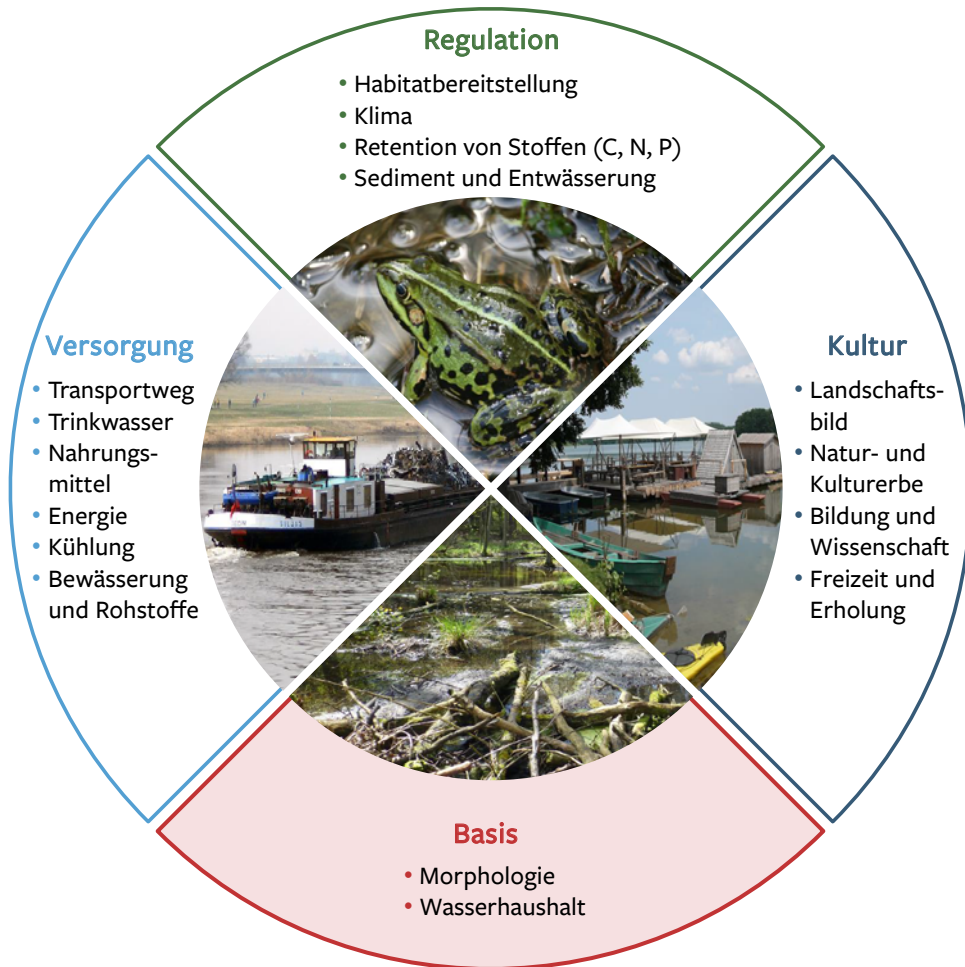 Regulation
• Habitatbereitstellung
• Klima
• Retention von Stoffen (C, N, P)
• Sediment und Entwässerung
Versorgung
• Transportweg
• Trinkwasser
• Nahrungs-
mittel
• Energie
• Kühlung
• Bewässerung
und Rohstoffe
Kultur
• Landschafts-
bild
• Natur- und
Kulturerbe
• Bildung und
Wissenschaft
• Freizeit und
Erholung
Basis
• Morphologie
• Wasserhaushalt